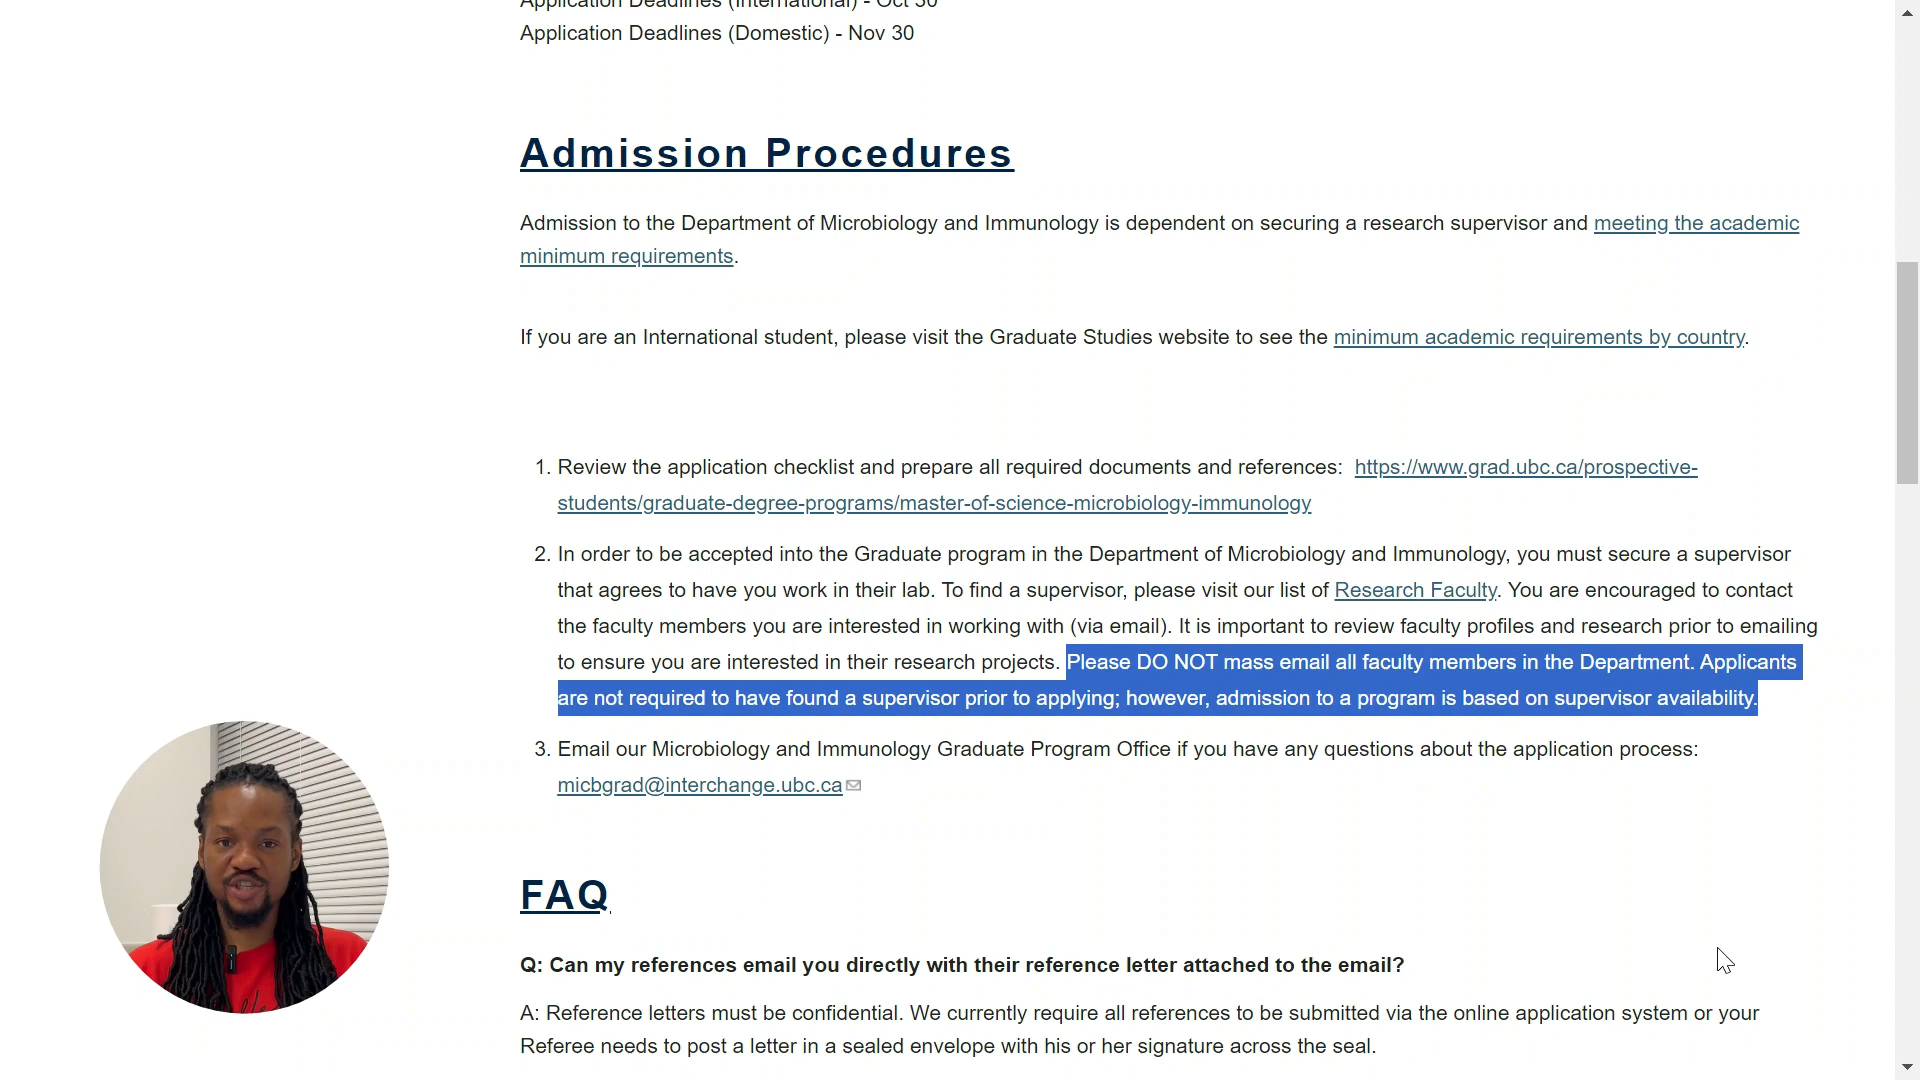 Application Deadlines (International) - Oct 30
Application Deadlines (Domestic) - Nov 30
Admission Procedures
Admission to the Department of Microbiology and Immunology is dependent on securing a research supervisor and meeting the academic
minimum requirements.
If you are an International student, please visit the Graduate Studies website to see the minimum academic requirements by country.
1. Review the application checklist and prepare all required documents and references: https://www.grad.ubc.ca/prospective-
students/graduate-degree-programs/master-of-science-microbiology-immunology
2. In order to be accepted into the Graduate program in the Department of Microbiology and Immunology, you must secure a supervisor
that agrees to have you work in their lab. To find a supervisor, please visit our list of Research Faculty. You are encouraged to contact
the faculty members you are interested in working with (via email). It is important to review faculty profiles and research prior to emailing
to ensure you are interested in their research projects. Please DO NOT mass email all faculty members in the Department. Applicants
are not required to have found a supervisor prior to applying; however, admission to a program is based on supervisor availability.
3. Email our Microbiology and Immunology Graduate Program Office if you have any questions about the application process:
micbgrad@interchange.ubc.ca
FAQ
Q: Can my references email you directly with their reference letter attached to the email?
A: Reference letters must be confidential. We currently require all references to be submitted via the online application system or your
Referee needs to post a letter in a sealed envelope with his or her signature across the seal.